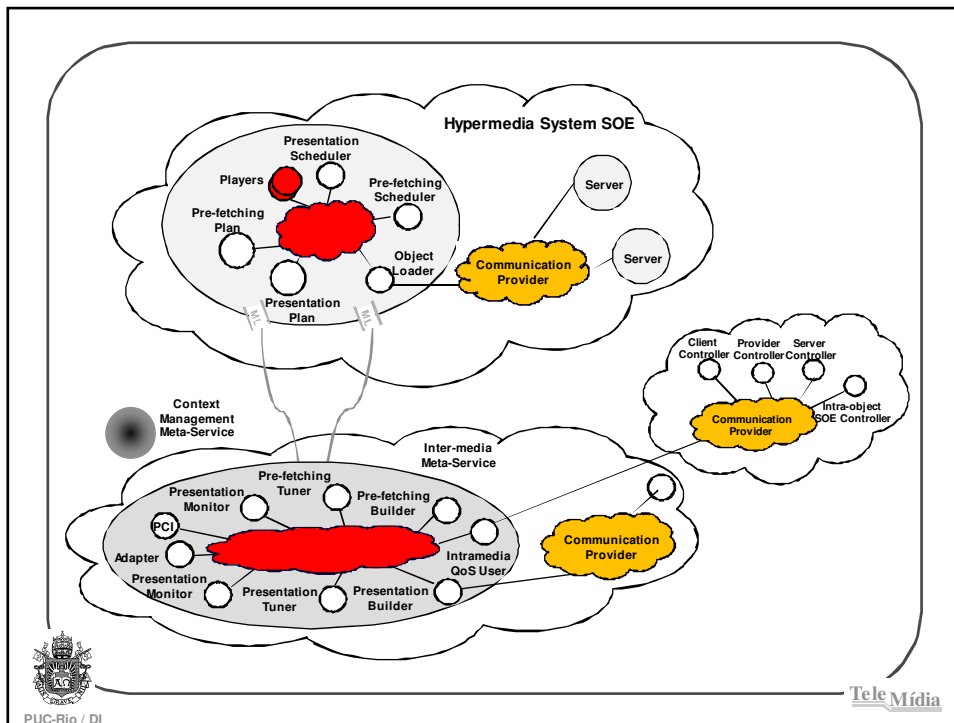 Hypermedia System SOE
Presentation
Scheduler
Players
Pre-fetching
Scheduler
Pre-fetching
Plan
Object
Loader
Presentation
Plan
Communication
Provider
Server
Server
ML
ML
Client
Controller
Provider
Controller
Server
Controller
Communication
Provider
Intra-object
SOE Controller
Context
Management
Meta-Service
Inter-media
Meta-Service
Pre-fetching
Tuner
Presentation
Monitor
Pre-fetching
Builder
PCI
Adapter
Intramedia
QoS User
Presentation
Monitor
Presentation
Tuner
Presentation
Builder
Communication
Provider
PUC-Rio / DI
TeleMídia